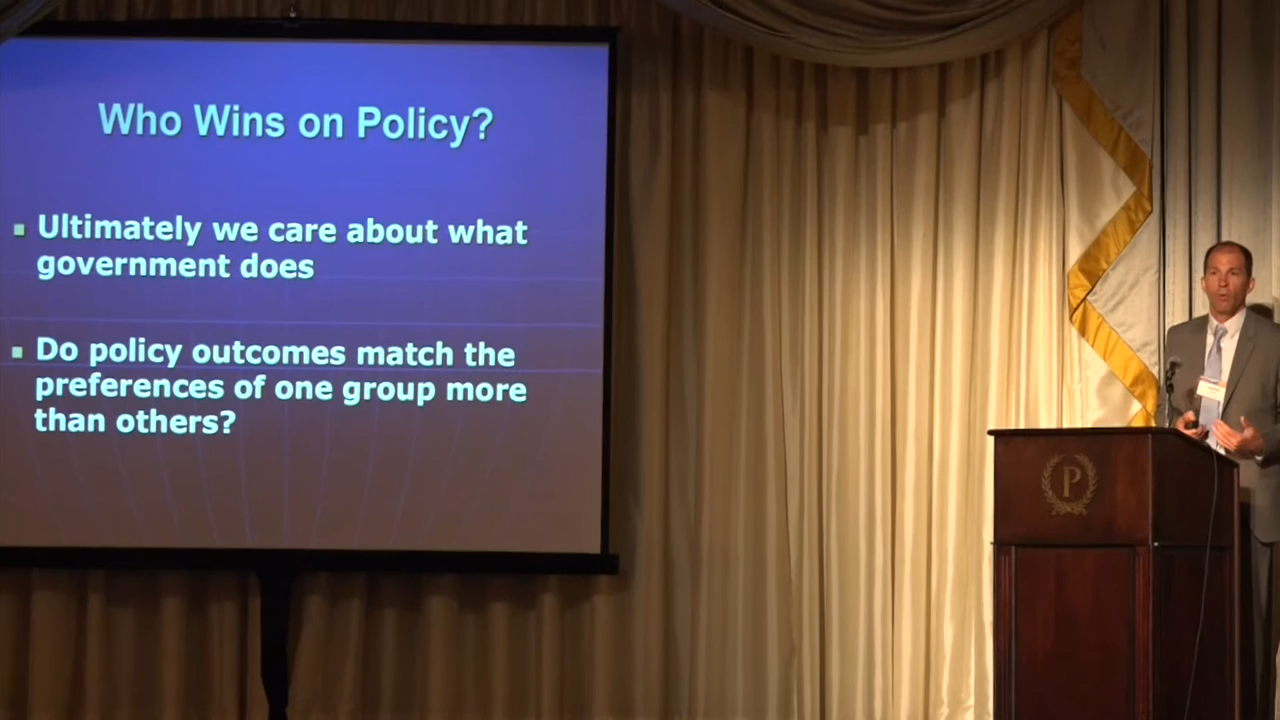 Who Wins on Policy?
Ultimately we care about what
government does
Do policy outcomes match the
preferences of one group more
than others?
P